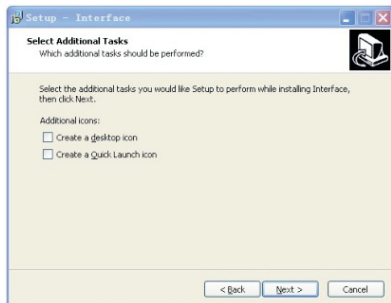 Setup - Interface
Select Additional Tasks
Which additional tasks should be performed?
Select the additional tasks you would like Setup to perform while installing Interface,
then click Next.
Additional icons:
Create a desktop icon
Create a Quick Launch icon
< Back
Next >
Cancel